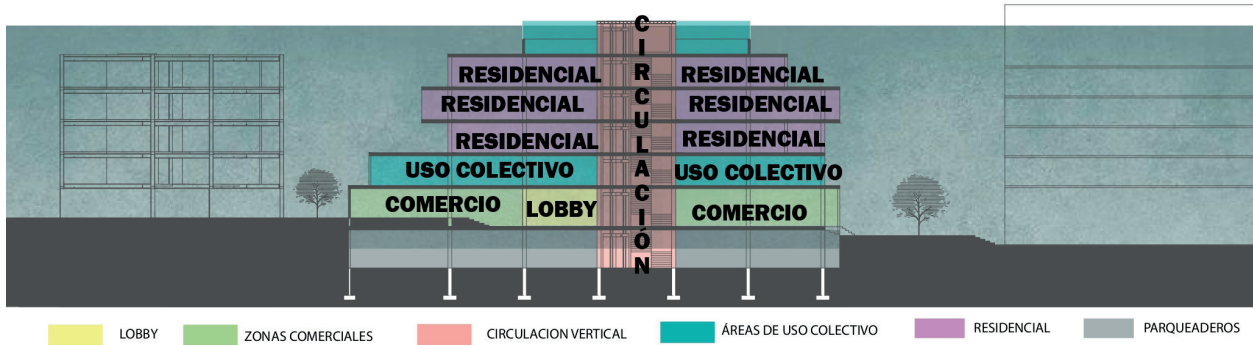 CIRCULACIÓN
RESIDENCIAL RESIDENCIAL
RESIDENCIAL RESIDENCIAL
RESIDENCIAL RESIDENCIAL
USO COLECTIVO USO COLECTIVO
COMERCIO LOBBY COMERCIO
LOBBY ZONAS COMERCIALES CIRCULACION VERTICAL ÁREAS DE USO COLECTIVO RESIDENCIAL PARQUEADEROS